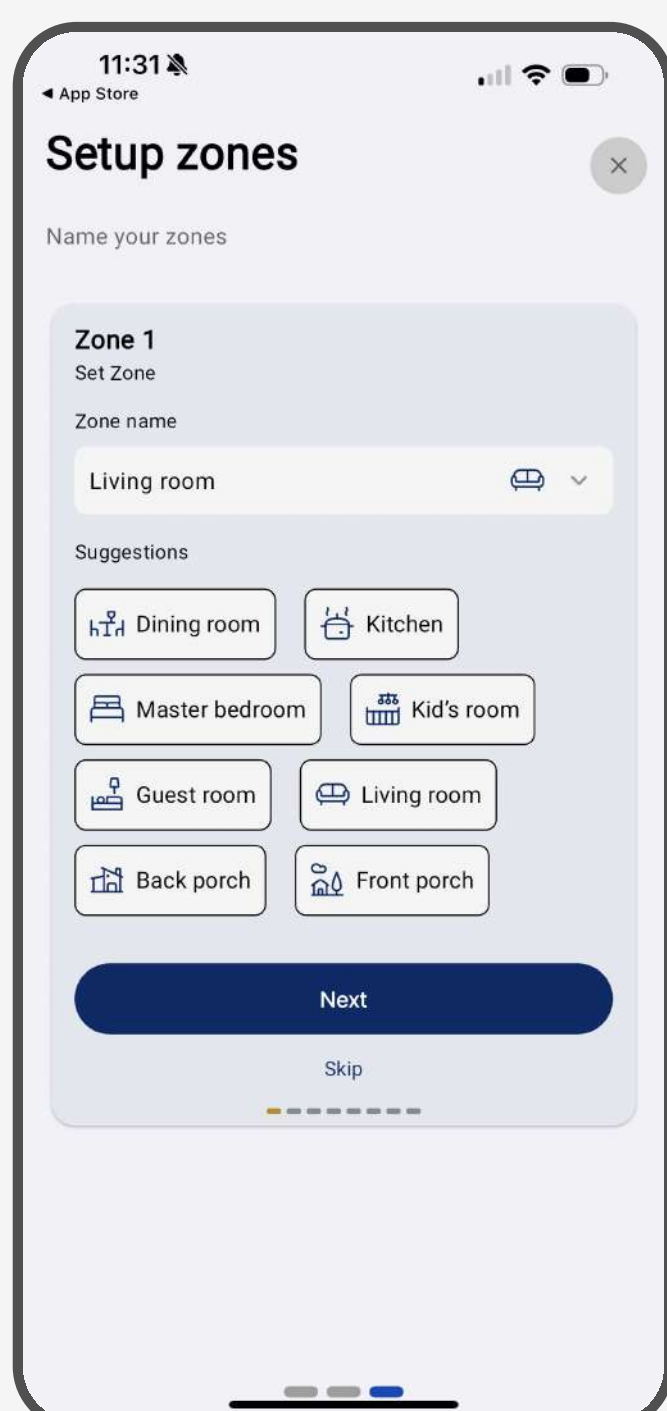 11:31
◀ App Store
Setup zones
Name your zones
Zone 1
Set Zone
Zone name
Living room
Suggestions
Dining room
Kitchen
Master bedroom
Kid's room
Guest room
Living room
Back porch
Front porch
Next
Skip